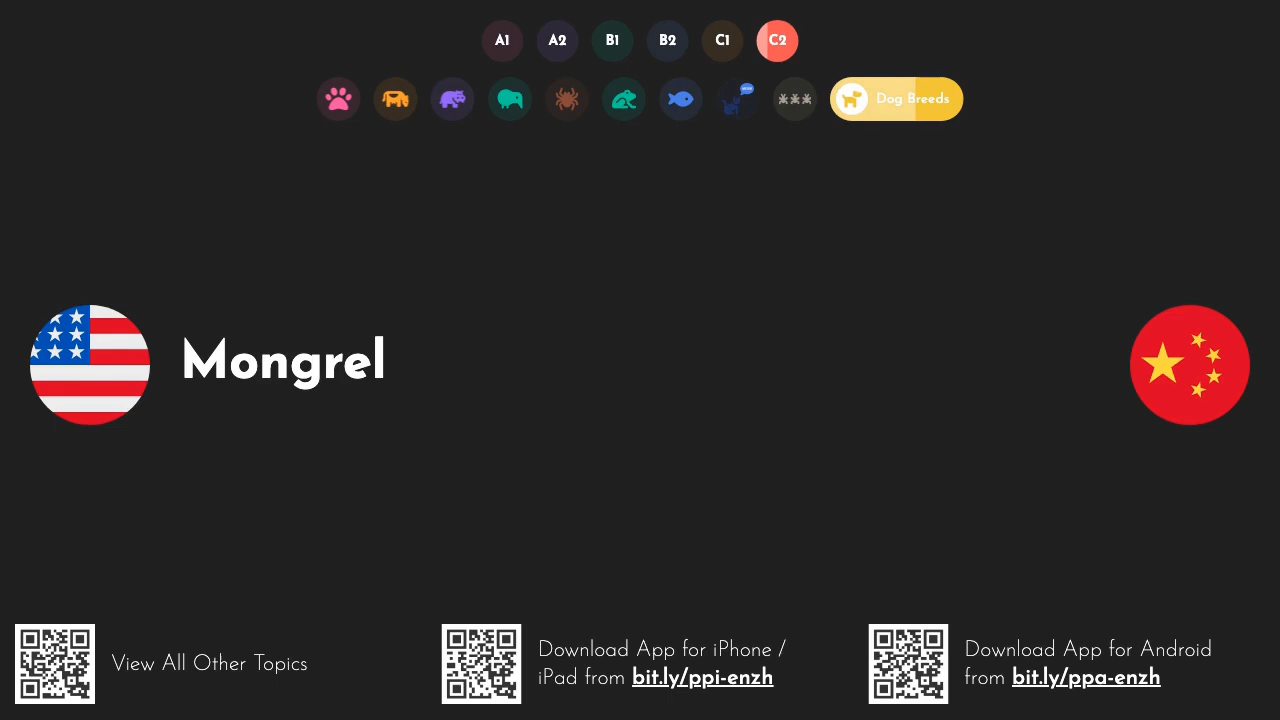 A1 A2 B1 B2 C1 C2
Dog Breeds
Mongrel
View All Other Topics
Download App for iPhone /
iPad from bit.ly/ppi-enzh
Download App for Android
from bit.ly/ppa-enzh